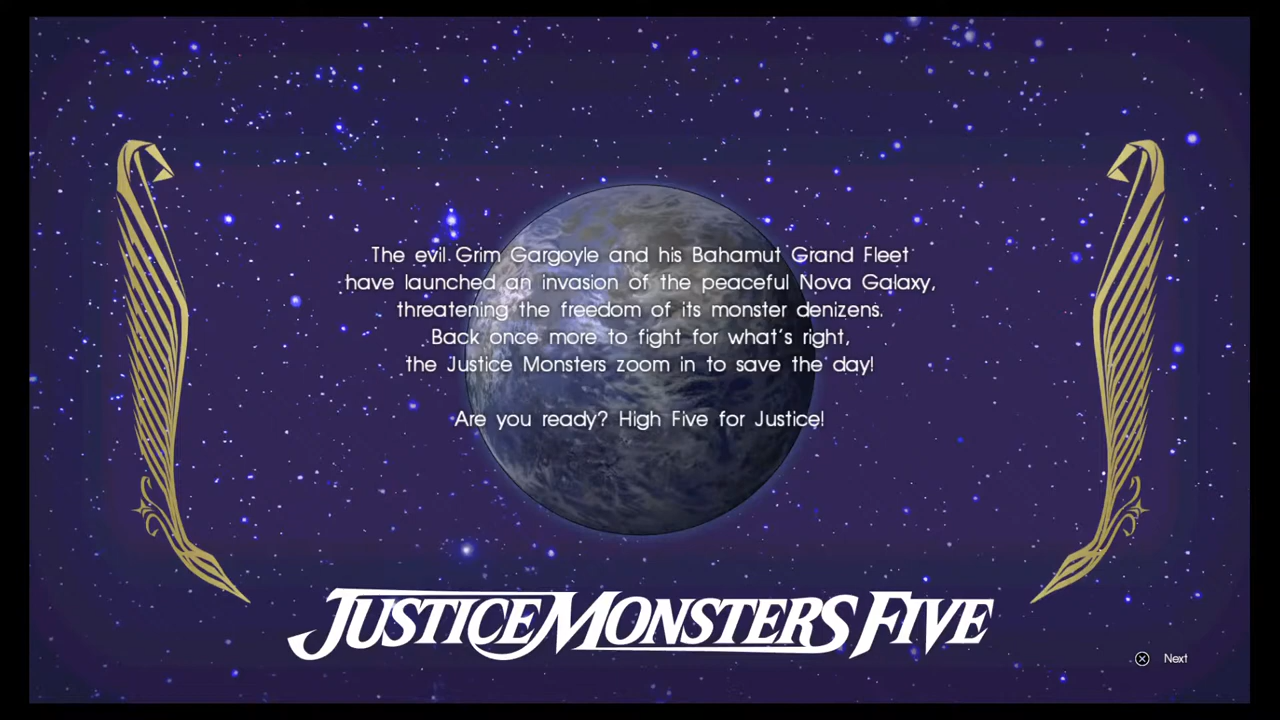 The evil Grim Gargoyle and his Bahamut Grand Fleet
have launched an invasion of the peaceful Nova Galaxy,
threatening the freedom of its monster denizens.
Back once more to fight for what's right,
the Justice Monsters zoom in to save the day!
Are you ready? High Five for Justice!
JUSTICE MONSTERS FIVE
Next